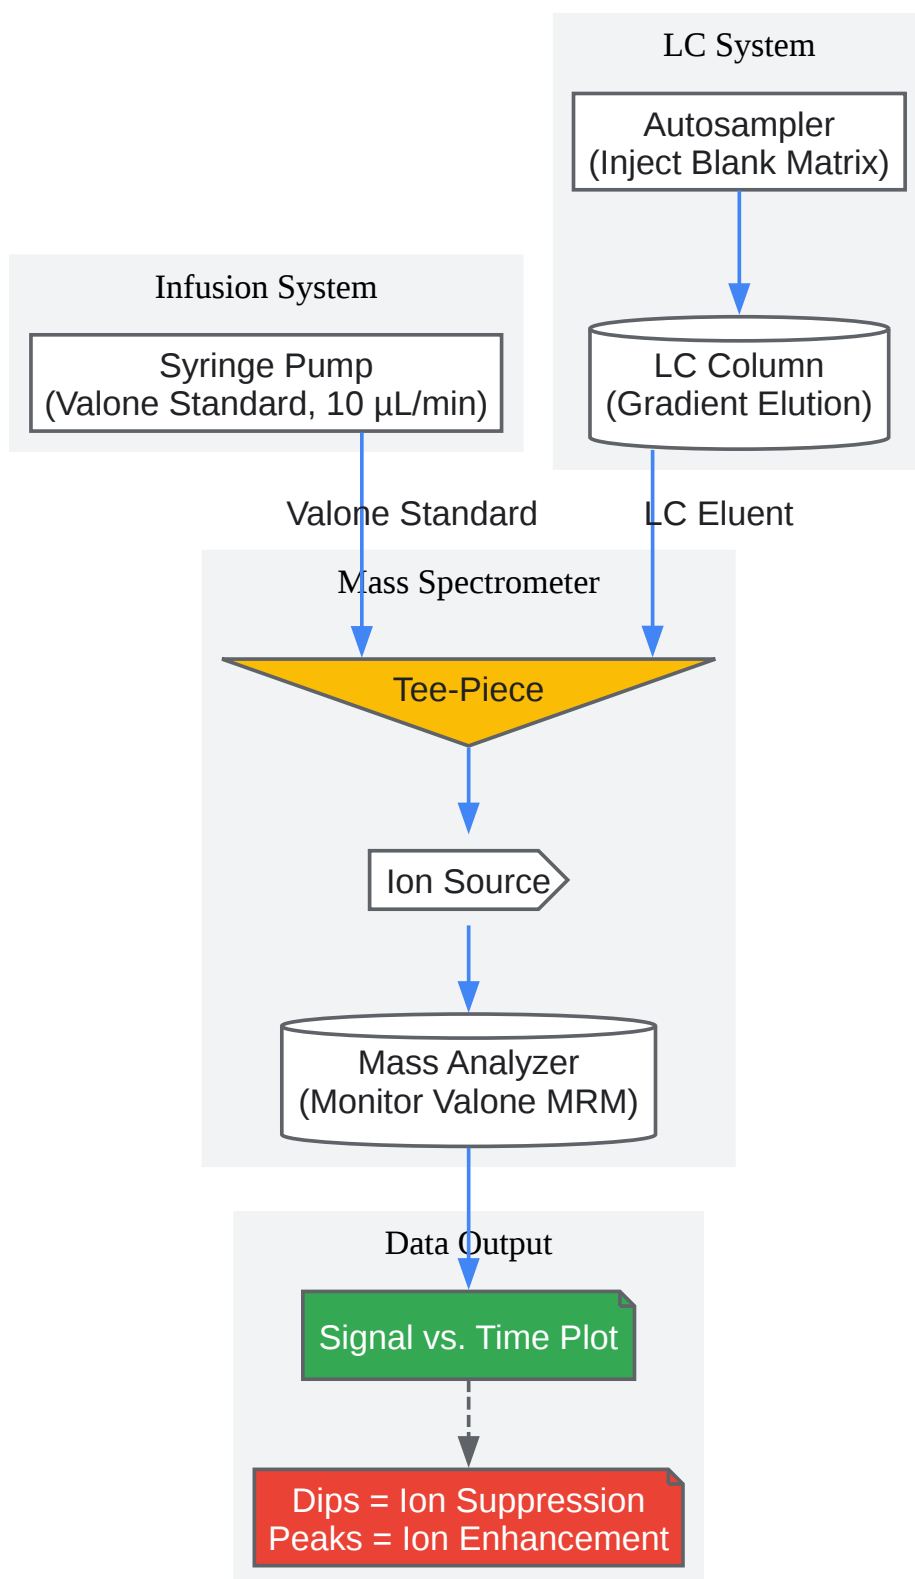 LC System
Autosampler
(Inject Blank Matrix)
Infusion System
Syringe Pump
(Valone Standard, 10 µL/min)
LC Column
(Gradient Elution)
Valone Standard
LC Eluent
Mass Spectrometer
Tee-Piece
Ion Source
Mass Analyzer
(Monitor Valone MRM)
Data Output
Signal vs. Time Plot
Dips = Ion Suppression
Peaks = Ion Enhancement